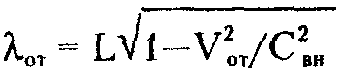 λот = L√1−V²от/C²вн